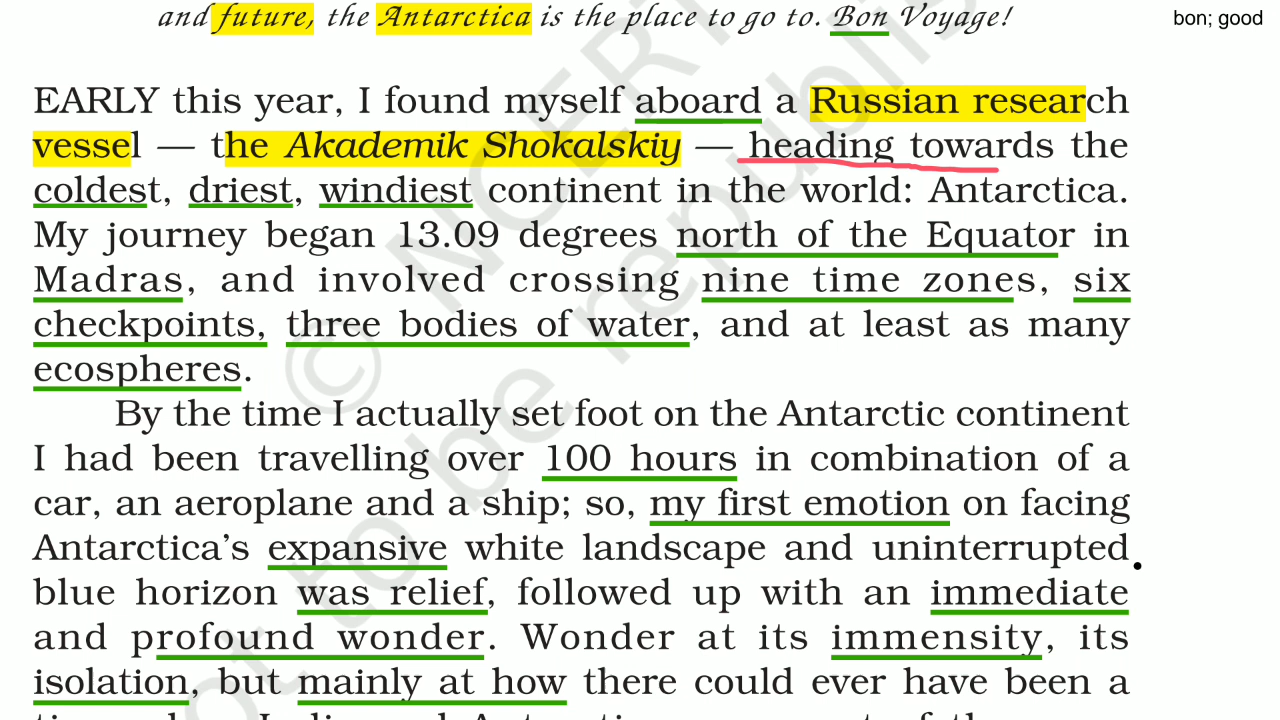 and future, the Antarctica is the place to go to. Bon Voyage!
bon; good
EARLY this year, I found myself aboard a Russian research
vessel — the Akademik Shokalskiy — heading towards the
coldest, driest, windiest continent in the world: Antarctica.
My journey began 13.09 degrees north of the Equator in
Madras, and involved crossing nine time zones, six
checkpoints, three bodies of water, and at least as many
ecospheres.
By the time I actually set foot on the Antarctic continent
I had been travelling over 100 hours in combination of a
car, an aeroplane and a ship; so, my first emotion on facing
Antarctica's expansive white landscape and uninterrupted
blue horizon was relief, followed up with an immediate
and profound wonder. Wonder at its immensity, its
isolation, but mainly at how there could ever have been a
© NCERT
not to be republish